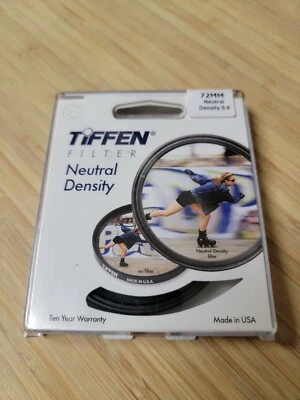 72MM
Neutral
Density 0.6
TIFFEN®
FILTER
Neutral
Density
no filter
Neutral Density
filter
TIFFEN
MADE IN U.S.A.
Ten Year Warranty
Made in USA